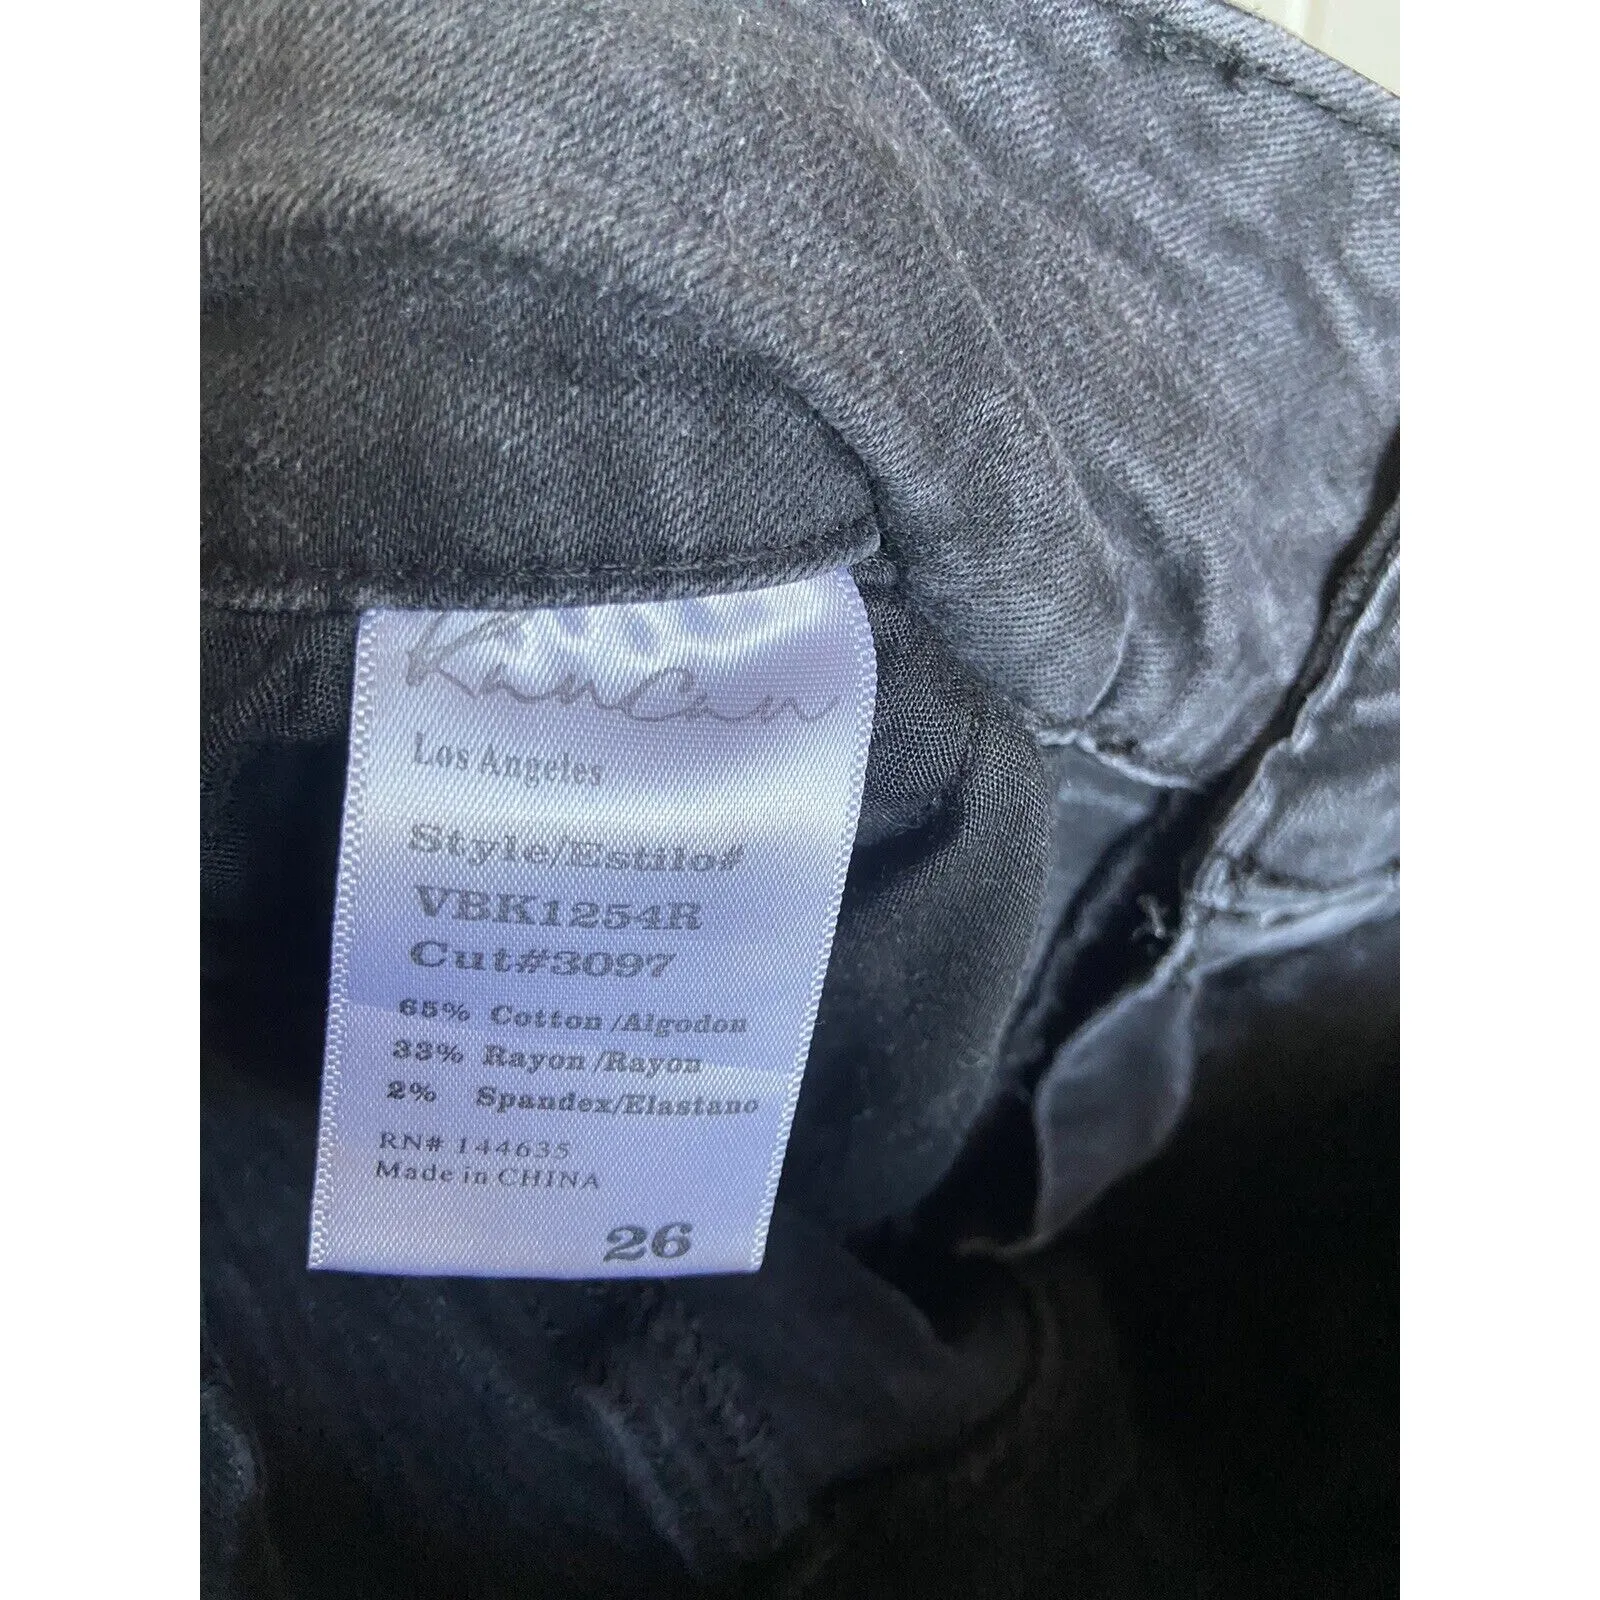 KanCan
Los Angeles
Style/Estilo#
VBK1254R
Cut#3097
65% Cotton/Algodon
33% Rayon/Rayon
2% Spandex/Elastano
RN# 144635
Made in CHINA
26